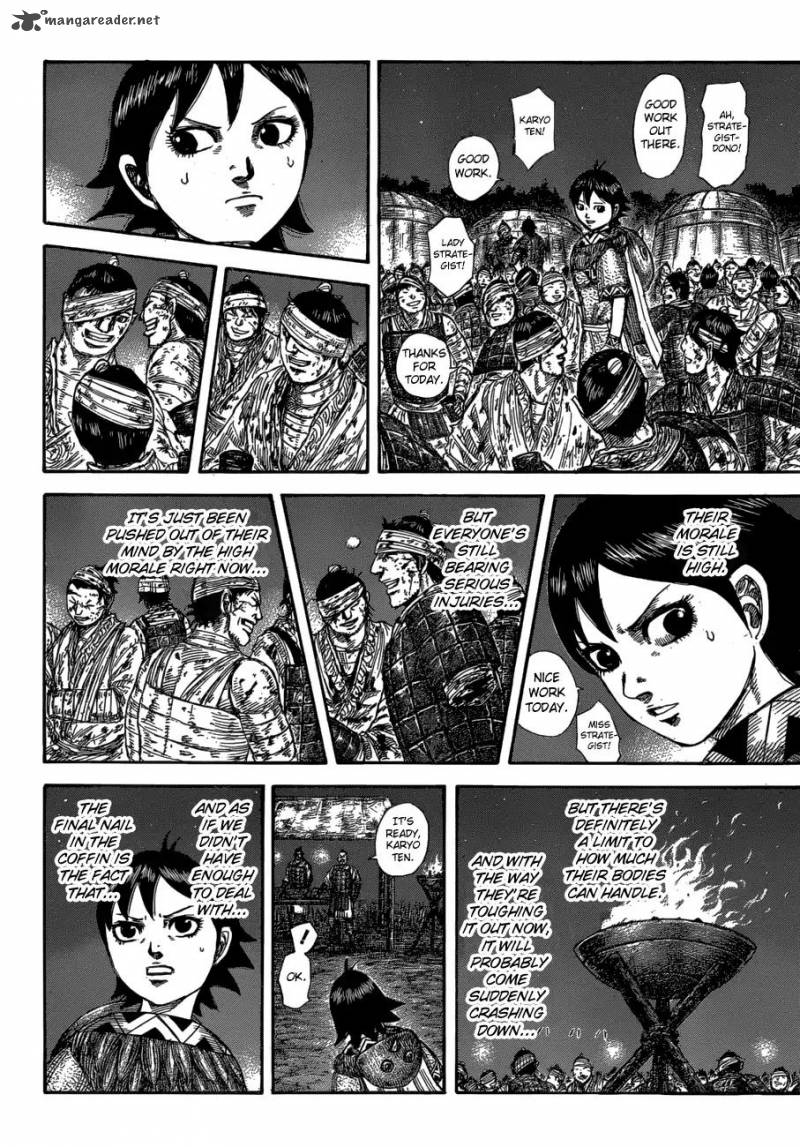 mangareader.net
AH,
STRATE-
GIST-
DONO!
GOOD
WORK
OUT
THERE.
KARYO
TEN!
GOOD
WORK.
LADY
STRATE-
GIST!
THANKS
FOR
TODAY.
THEIR
MORALE
IS STILL
HIGH.
NICE
WORK
TODAY.
MISS
STRATE-
GIST!
BUT
EVERYONE'S
STILL
BEARING
SERIOUS
INJURIES...
IT'S JUST BEEN
PUSHED OUT OF THEIR
MIND BY THE HIGH
MORALE RIGHT NOW...
BUT THERE'S
DEFINITELY
A LIMIT TO
HOW MUCH
THEIR BODIES
CAN HANDLE.
AND WITH
THE WAY
THEY'RE
TOUGHING
IT OUT NOW,
IT WILL
PROBABLY
COME
SUDDENLY
CRASHING
DOWN...
ハ ハ ハ
IT'S
READY,
KARYO
TEN.
!
OK.
AND AS
IF WE
DIDN'T
HAVE
ENOUGH
TO DEAL
WITH...
THE
FINAL NAIL
IN THE
COFFIN IS
THE FACT
THAT...